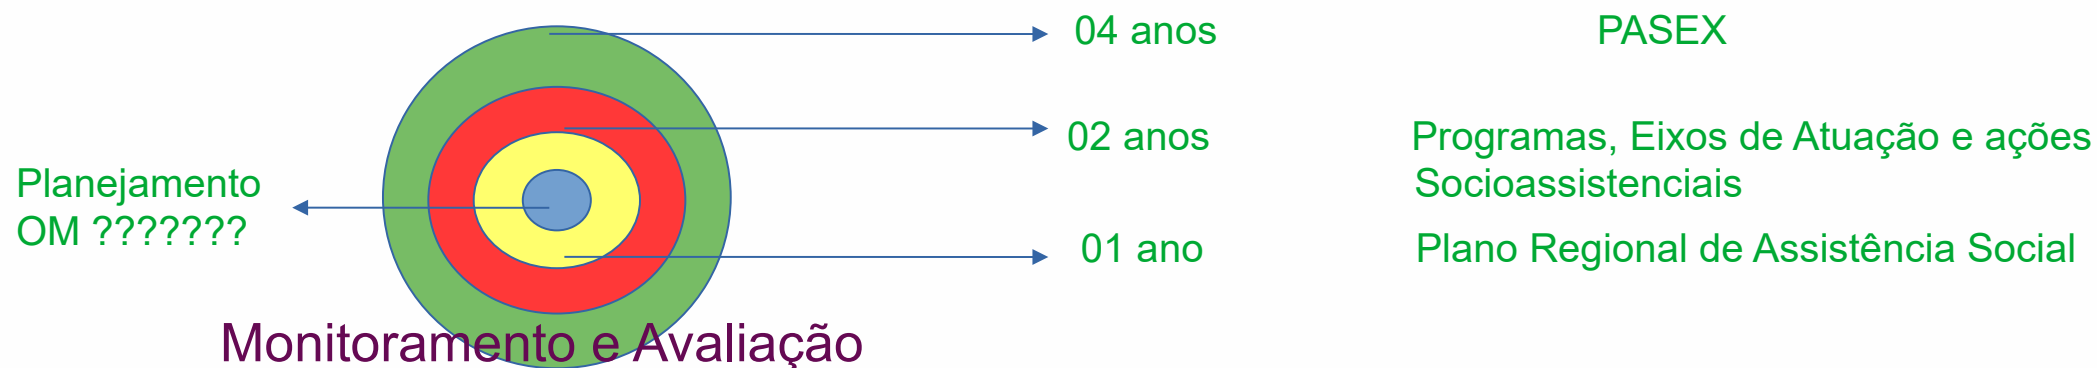 04 anos PASEX
02 anos Programas, Eixos de Atuação e ações
Socioassistenciais
Planejamento
OM ???????
01 ano Plano Regional de Assistência Social
Monitoramento e Avaliação